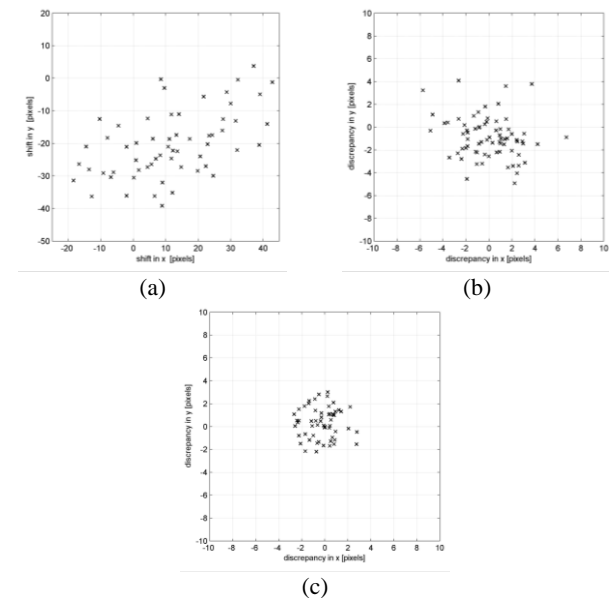 20
10
0
-10
-20
-30
-40
-50
shift in y [pixels]
-20 -10 0 10 20 30 40
shift in x [pixels]
(a)
10
8
6
4
2
0
-2
-4
-6
-8
-10
discrepancy in y [pixels]
-10 -8 -6 -4 -2 0 2 4 6 8 10
discrepancy in x [pixels]
(b)
10
8
6
4
2
0
-2
-4
-6
-8
-10
discrepancy in y [pixels]
-10 -8 -6 -4 -2 0 2 4 6 8 10
discrepancy in x [pixels]
(c)